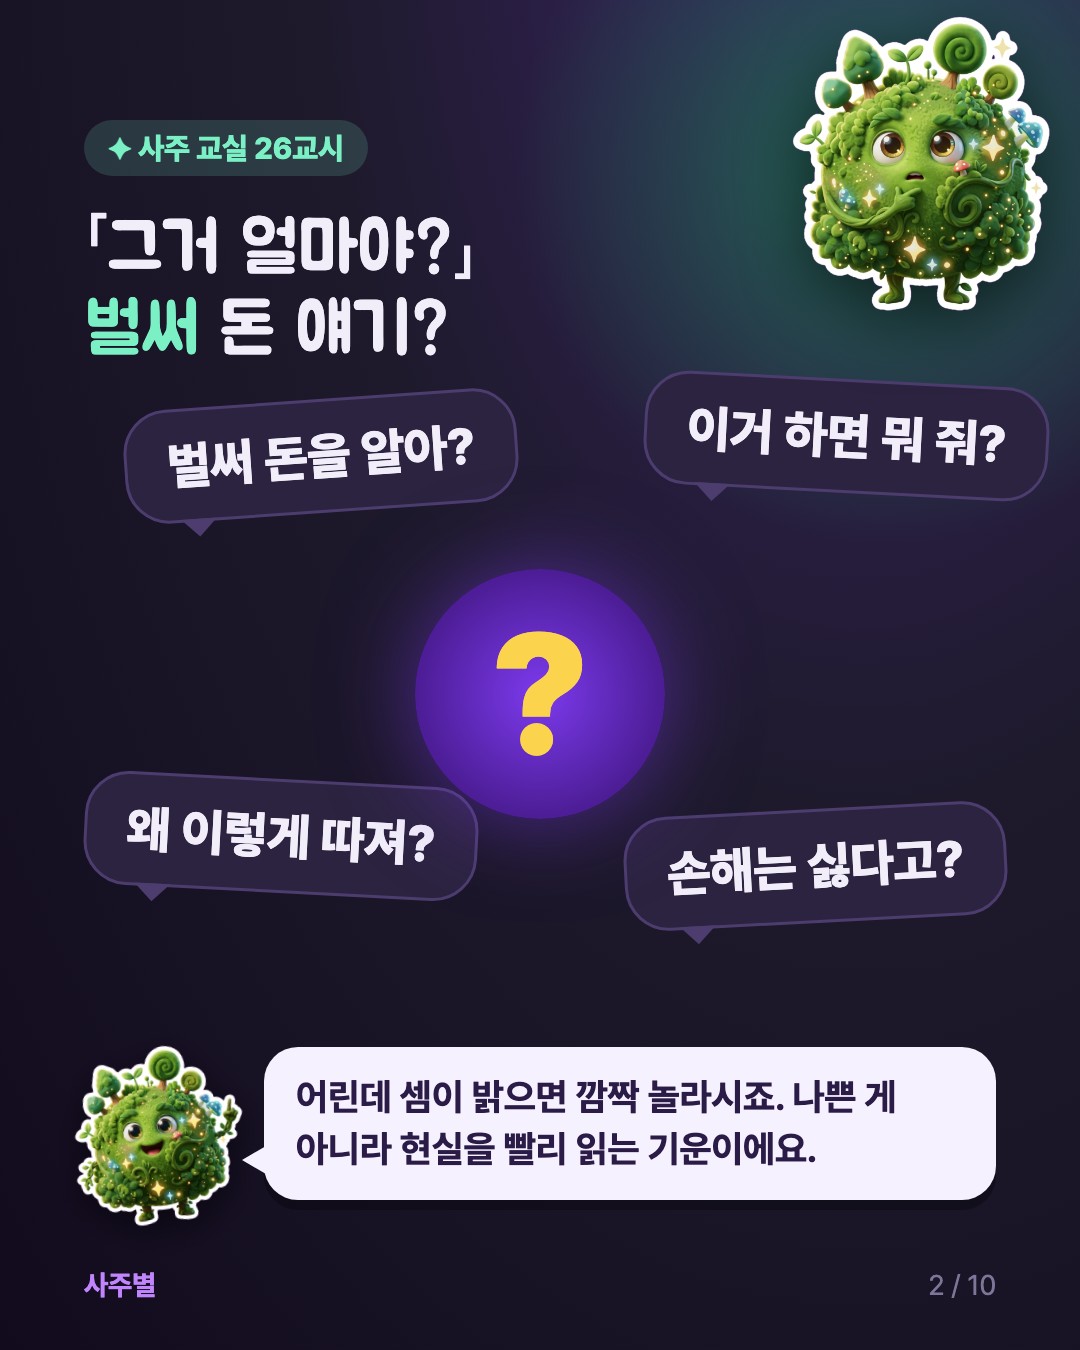 사주 교실 26교시
「그거 얼마야?」
벌써 돈 얘기?
벌써 돈을 알아?
이거 하면 뭐 줘?
?
왜 이렇게 따져?
손해는 싫다고?
어린데 셈이 밝으면 깜짝 놀라시죠. 나쁜 게
아니라 현실을 빨리 읽는 기운이에요.
사주별
2 / 10